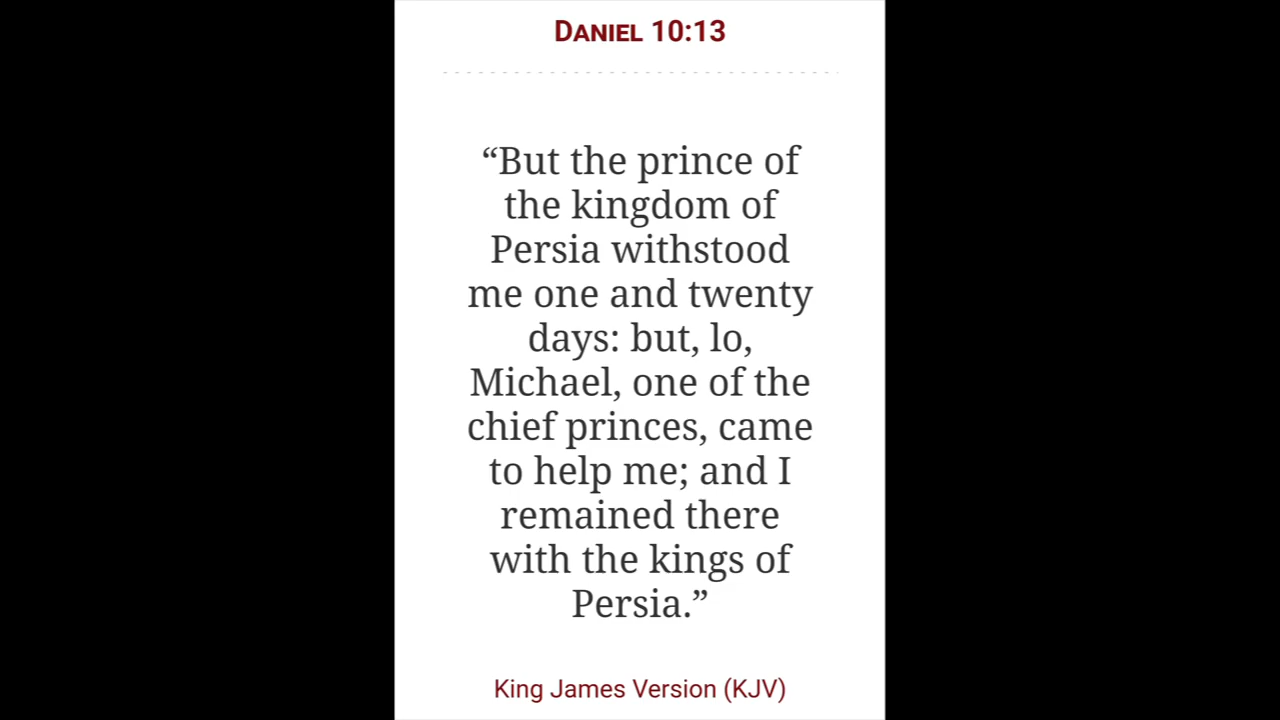 Daniel 10:13
“But the prince of
the kingdom of
Persia withstood
me one and twenty
days: but, lo,
Michael, one of the
chief princes, came
to help me; and I
remained there
with the kings of
Persia.”
King James Version (KJV)